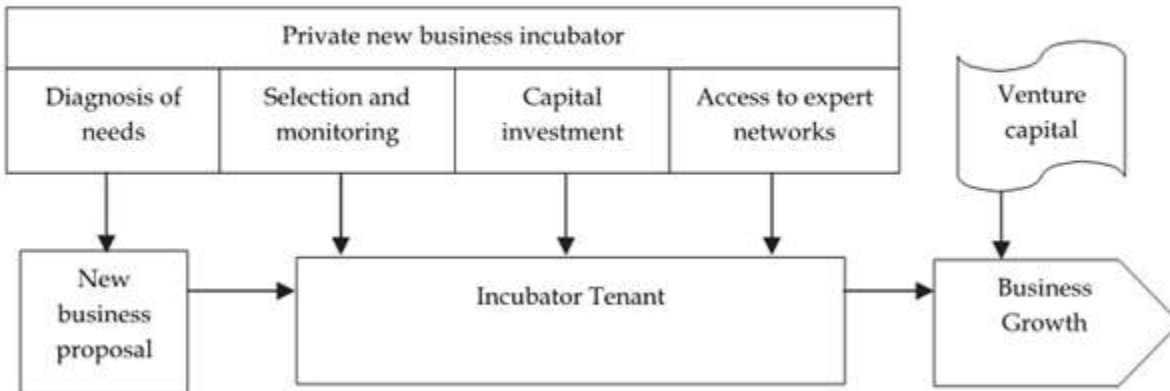 Private new business incubator
Diagnosis of
needs
Selection and
monitoring
Capital
investment
Access to expert
networks
Venture
capital
New
business
proposal
Incubator Tenant
Business
Growth